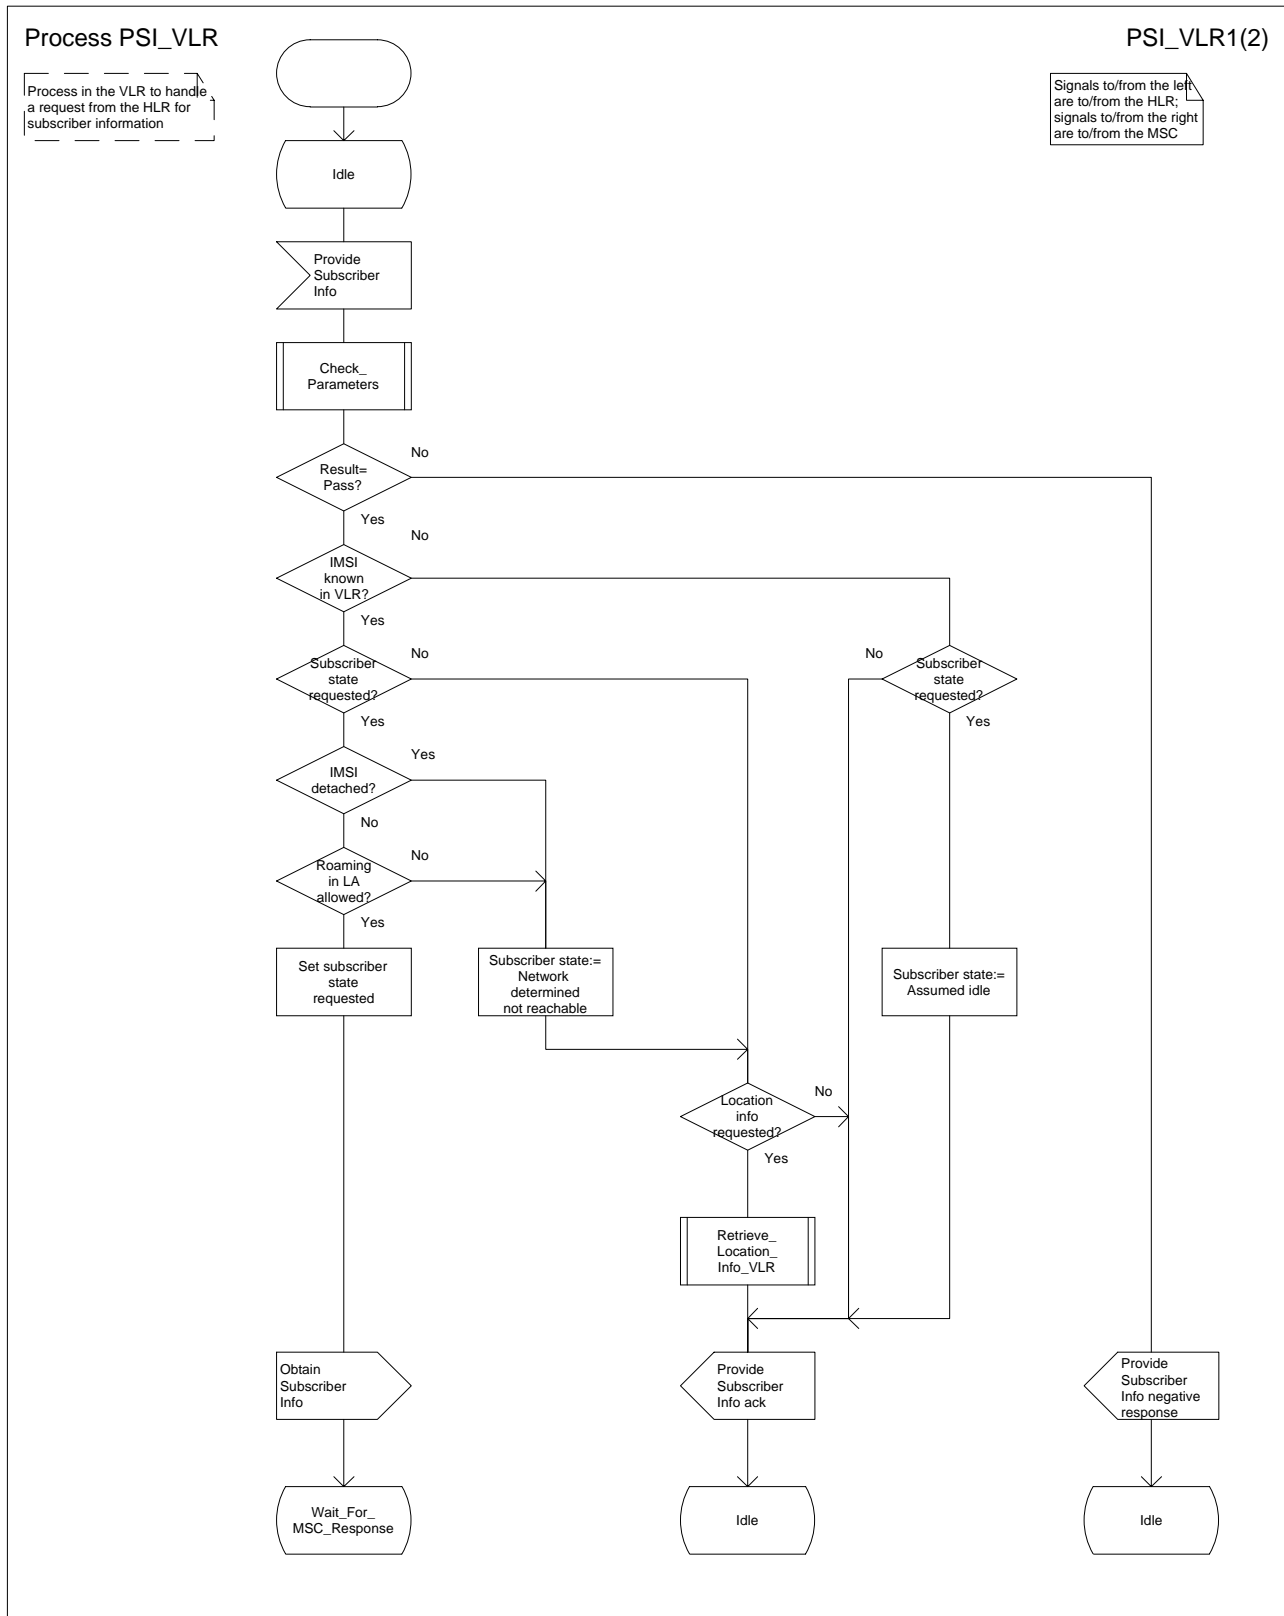 Process PSI_VLR
PSI_VLR1(2)
Process in the VLR to handle
a request from the HLR for
subscriber information
Signals to/from the left
are to/from the HLR;
signals to/from the right
are to/from the MSC
Idle
Provide
Subscriber
Info
Check_
Parameters
Result=
Pass?
No
Yes
IMSI
known
in VLR?
No
Yes
Subscriber
state
requested?
No
Yes
No
Subscriber
state
requested?
Yes
IMSI
detached?
Yes
No
Roaming
in LA
allowed?
No
Yes
Set subscriber
state
requested
Subscriber state:=
Network
determined
not reachable
Subscriber state:=
Assumed idle
Location
info
requested?
No
Yes
Retrieve_
Location_
Info_VLR
Obtain
Subscriber
Info
Provide
Subscriber
Info ack
Provide
Subscriber
Info negative
response
Wait_For_
MSC_Response
Idle
Idle